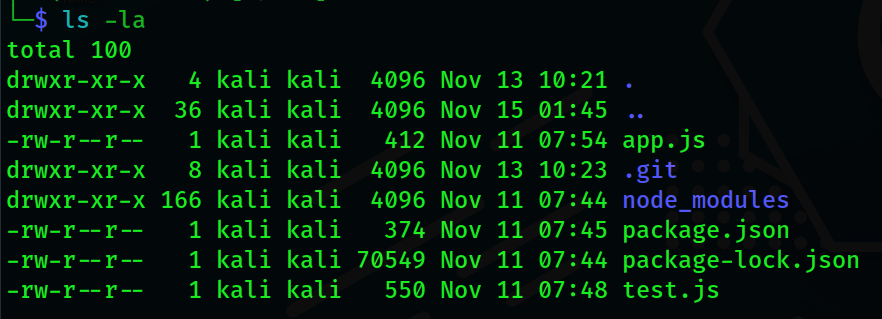 └─$ ls -la
total 100
drwxr-xr-x   4 kali kali  4096 Nov 13 10:21 .
drwxr-xr-x  36 kali kali  4096 Nov 15 01:45 ..
-rw-r--r--   1 kali kali   412 Nov 11 07:54 app.js
drwxr-xr-x   8 kali kali  4096 Nov 13 10:23 .git
drwxr-xr-x 166 kali kali  4096 Nov 11 07:44 node_modules
-rw-r--r--   1 kali kali   374 Nov 11 07:45 package.json
-rw-r--r--   1 kali kali 70549 Nov 11 07:44 package-lock.json
-rw-r--r--   1 kali kali   550 Nov 11 07:48 test.js